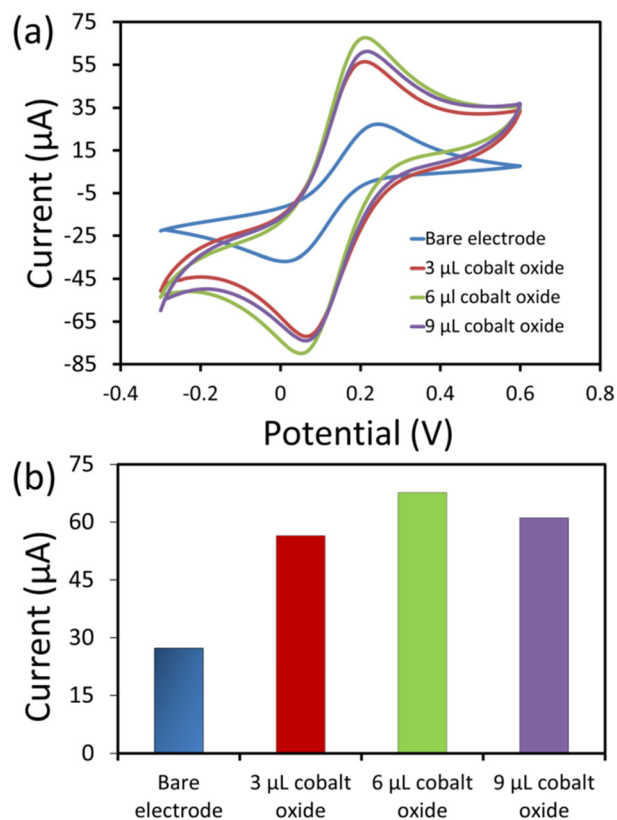 (a)
75
55
35
15
-5
-25
-45
-65
-85
Current (µA)
Bare electrode
3 µL cobalt oxide
6 µl cobalt oxide
9 µL cobalt oxide
-0.4 -0.2 0 0.2 0.4 0.6 0.8
Potential (V)
(b)
75
60
45
30
15
0
Current (µA)
Bare 3 µL cobalt 6 µL cobalt 9 µL cobalt
electrode oxide oxide oxide